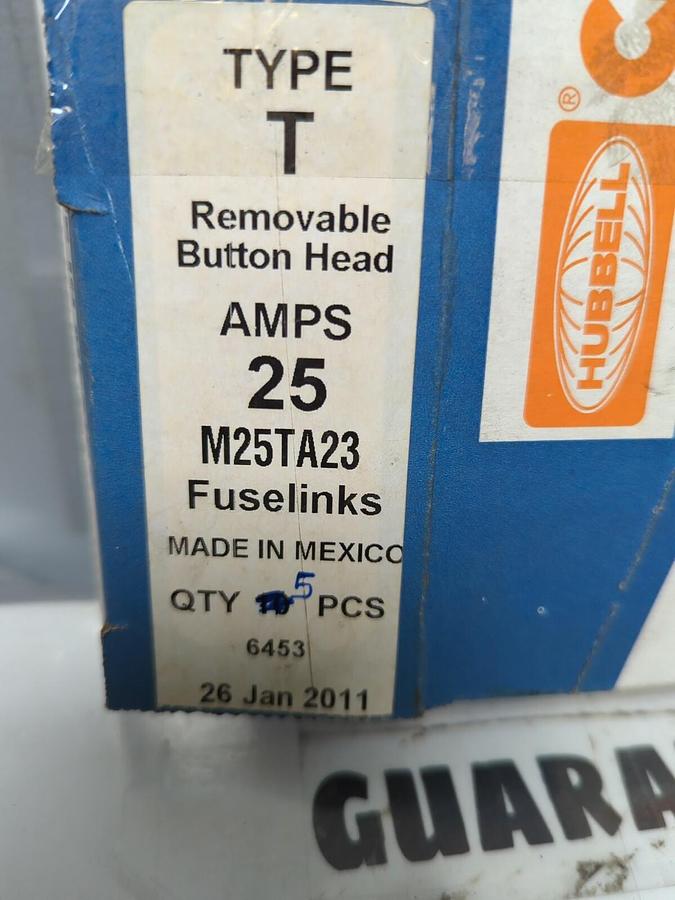 TYPE
T
Removable
Button Head
AMPS
25
M25TA23
Fuselinks
MADE IN MEXICO
QTY 10 5 PCS
6453
26 Jan 2011
®
HUBBELL